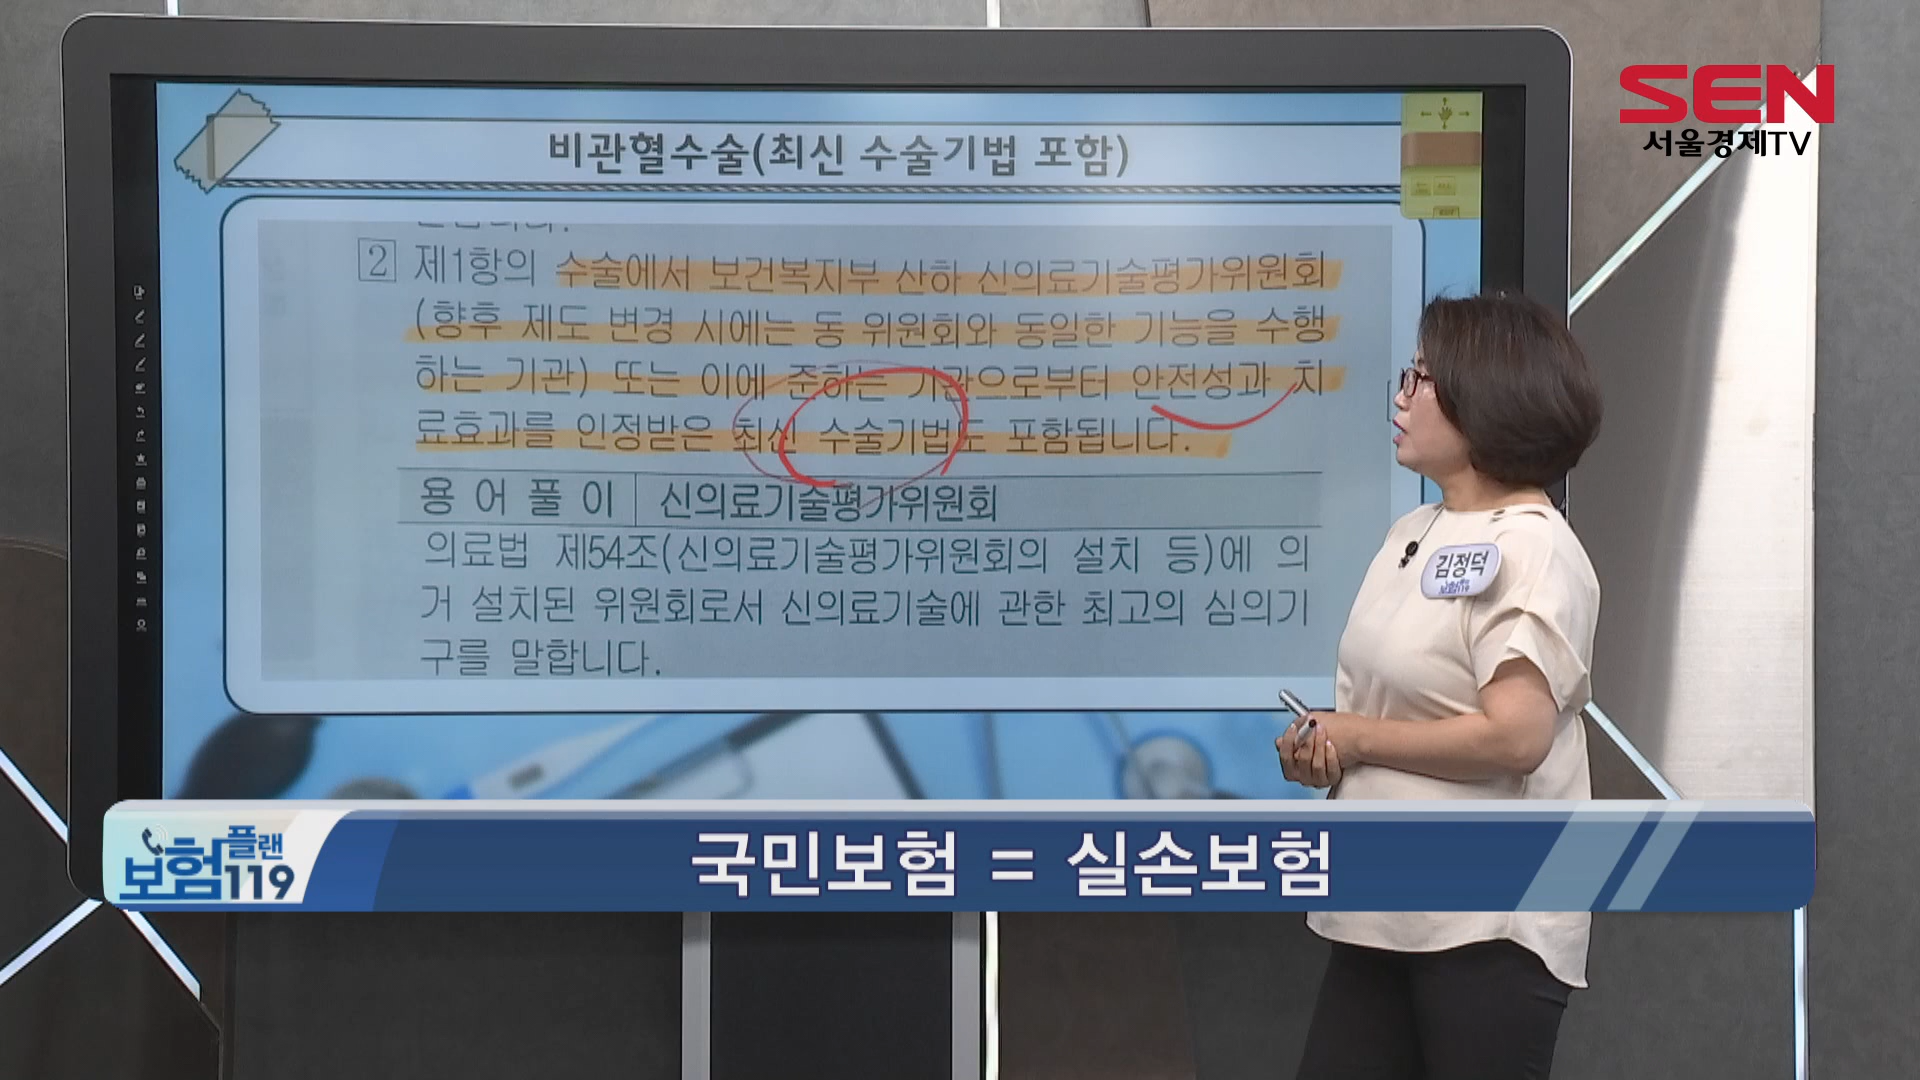 SEN
서울경제TV
비관혈수술(최신 수술기법 포함)
2 제1항의 수술에서 보건복지부 산하 신의료기술평가위원회
(향후 제도 변경 시에는 동 위원회와 동일한 기능을 수행
하는 기관) 또는 이에 준하는 기관으로부터 안전성과 치
료효과를 인정받은 최신 수술기법도 포함됩니다.
용어풀이 신의료기술평가위원회
의료법 제54조(신의료기술평가위원회의 설치 등)에 의
거 설치된 위원회로서 신의료기술에 관한 최고의 심의기
구를 말합니다.
김정덕
보험119
보험플랜119
국민보험 = 실손보험